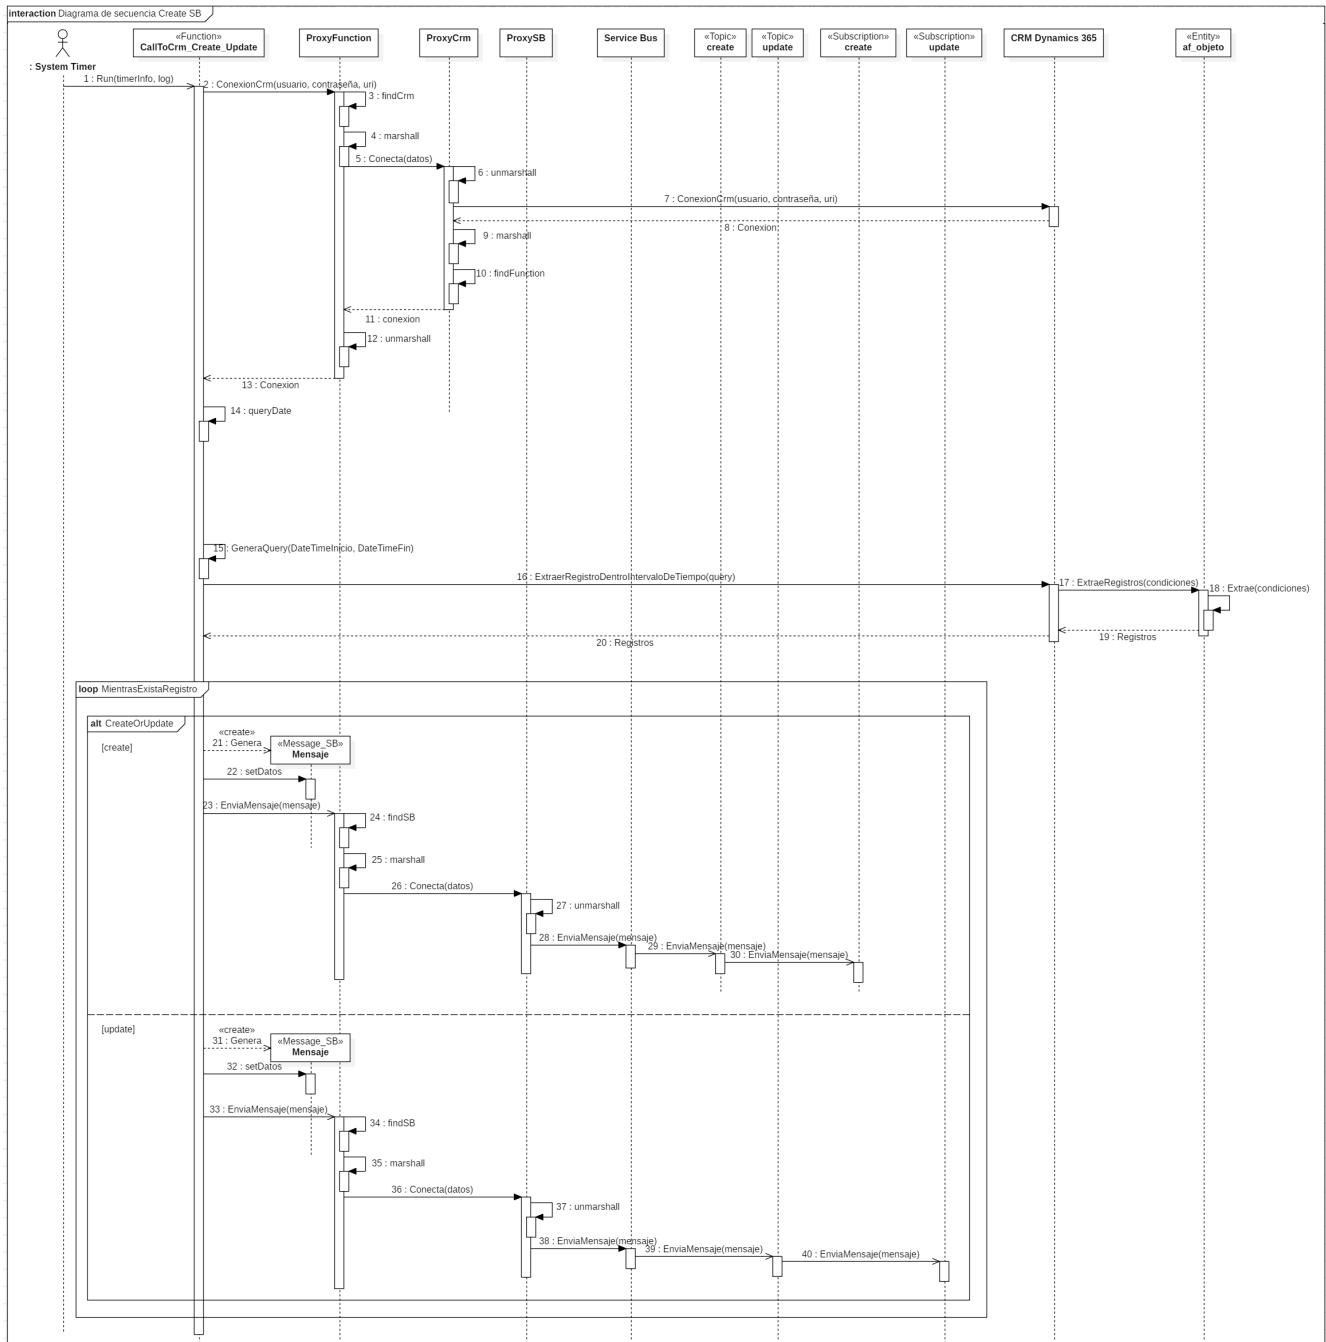 interaction Diagrama de secuencia Create SB
: System Timer
«Function»
CallToCrm_Create_Update
ProxyFunction
ProxyCrm
ProxySB
Service Bus
«Topic»
create
«Topic»
update
«Subscription»
create
«Subscription»
update
CRM Dynamics 365
«Entity»
af_objeto
1 : Run(timerInfo, log)
2 : ConexionCrm(usuario, contraseña, uri)
3 : findCrm
4 : marshall
5 : Conecta(datos)
6 : unmarshall
7 : ConexionCrm(usuario, contraseña, uri)
8 : Conexion
9 : marshall
10 : findFunction
11 : conexion
12 : unmarshall
13 : Conexion
14 : queryDate
15 : GeneraQuery(DateTimeInicio, DateTimeFin)
16 : ExtraerRegistroDentroIntervaloDeTiempo(query)
17 : ExtraeRegistros(condiciones)
18 : Extrae(condiciones)
19 : Registros
20 : Registros
loop MientrasExistaRegistro
alt CreateOrUpdate
[create]
«create»
21 : Genera
«Message_SB»
Mensaje
22 : setDatos
23 : EnviaMensaje(mensaje)
24 : findSB
25 : marshall
26 : Conecta(datos)
27 : unmarshall
28 : EnviaMensaje(mensaje)
29 : EnviaMensaje(mensaje)
30 : EnviaMensaje(mensaje)
[update]
«create»
31 : Genera
«Message_SB»
Mensaje
32 : setDatos
33 : EnviaMensaje(mensaje)
34 : findSB
35 : marshall
36 : Conecta(datos)
37 : unmarshall
38 : EnviaMensaje(mensaje)
39 : EnviaMensaje(mensaje)
40 : EnviaMensaje(mensaje)